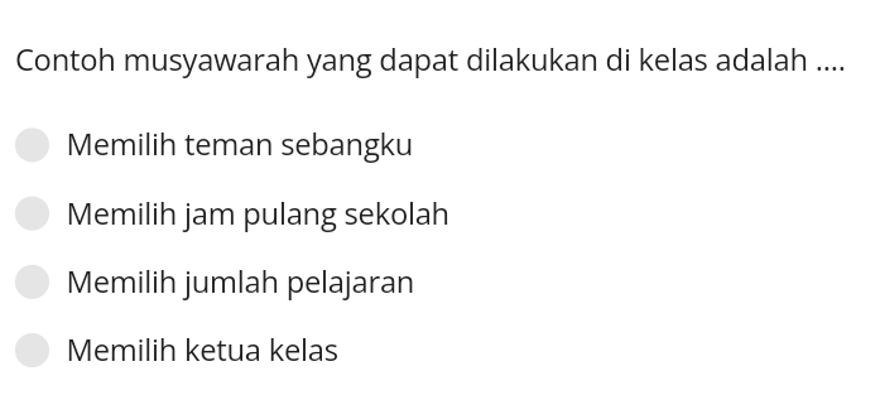 Contoh musyawarah yang dapat dilakukan di kelas adalah ....
Memilih teman sebangku
Memilih jam pulang sekolah
Memilih jumlah pelajaran
Memilih ketua kelas